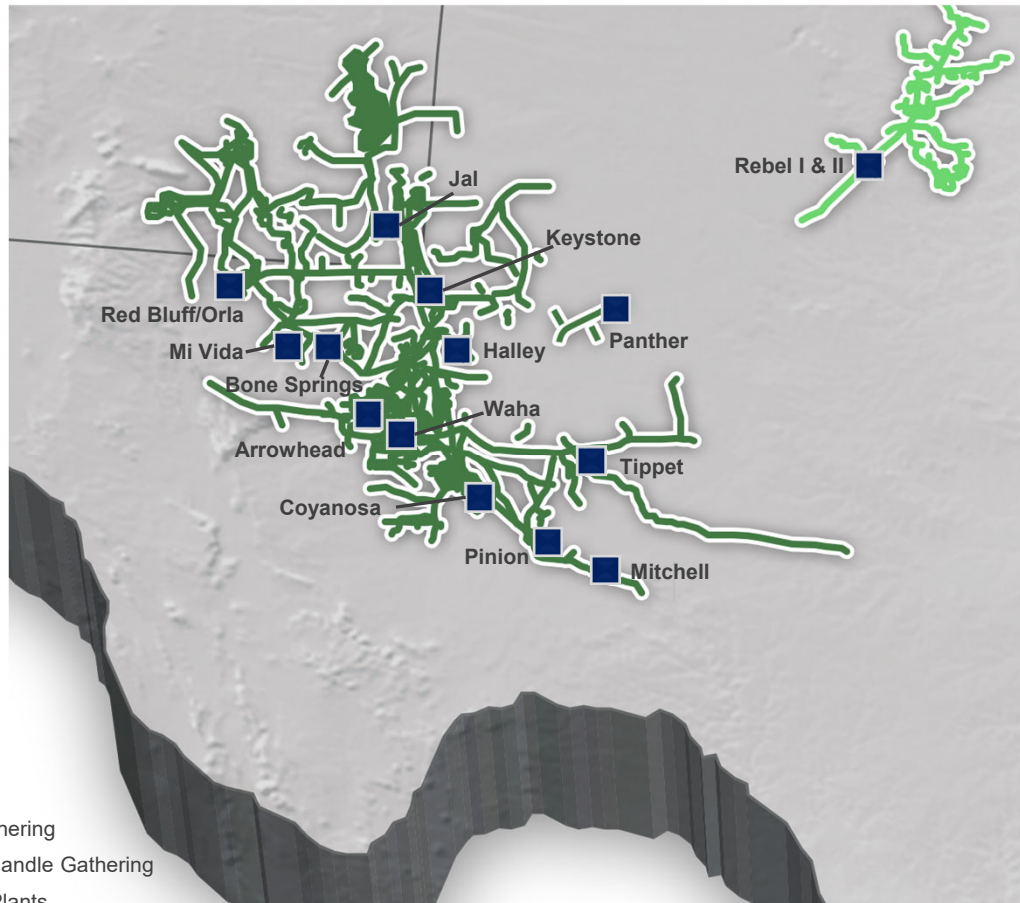 Rebel I & II
Jal
Keystone
Red Bluff/Orla
Panther
Mi Vida
Halley
Bone Springs
Waha
Arrowhead
Tippet
Coyanosa
Pinion
Mitchell
hering
andle Gathering
Plants